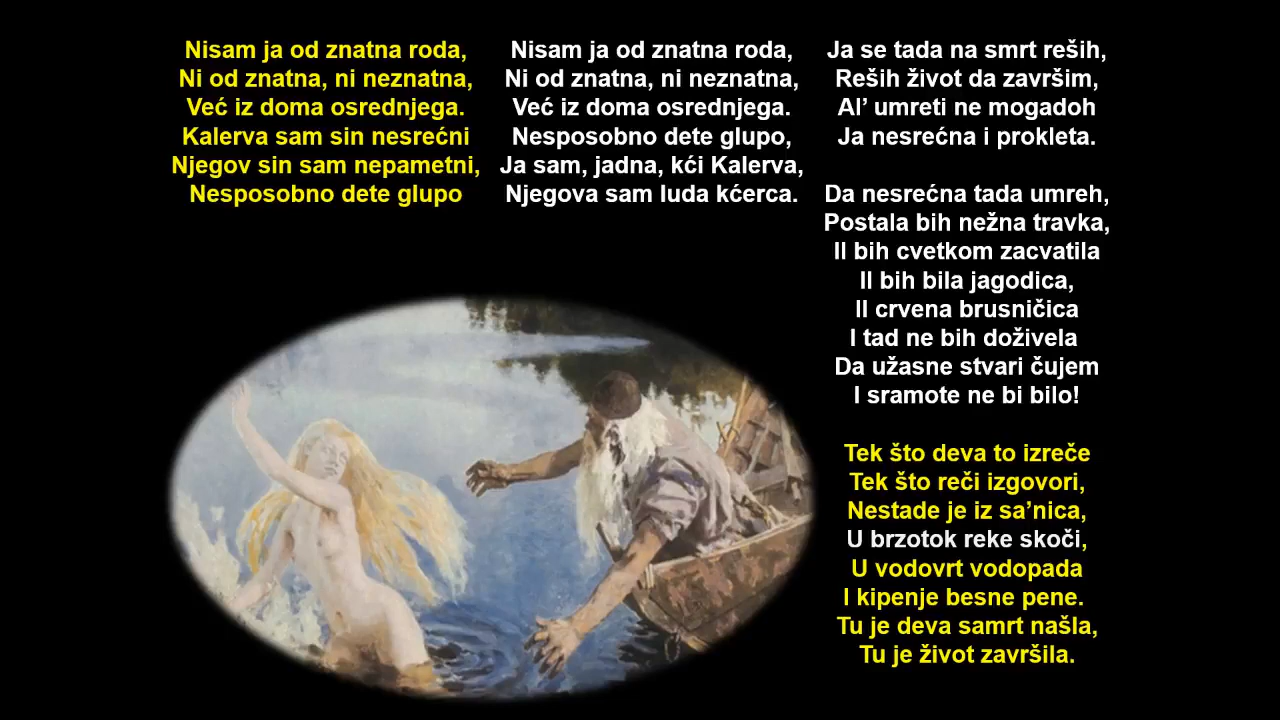 Nisam ja od znatna roda,
Ni od znatna, ni neznatna,
Već iz doma osrednjega.
Kalerva sam sin nesrećni
Njegov sin sam nepametni,
Nesposobno dete glupo
Nisam ja od znatna roda,
Ni od znatna, ni neznatna,
Već iz doma osrednjega.
Nesposobno dete glupo,
Ja sam, jadna, kći Kalerva,
Njegova sam luda kćerca.
Ja se tada na smrt reših,
Reših život da završim,
Al’ umreti ne mogadoh
Ja nesrećna i prokleta.
Da nesrećna tada umreh,
Postala bih nežna travka,
Il bih cvetkom zacvatila
Il bih bila jagodica,
Il crvena brusničica
I tad ne bih doživela
Da užasne stvari čujem
I sramote ne bi bilo!
Tek što deva to izreče
Tek što reči izgovori,
Nestade je iz sa’nica,
U brzotok reke skoči,
U vodovrt vodopada
I kipenje besne pene.
Tu je deva samrt našla,
Tu je život završila.